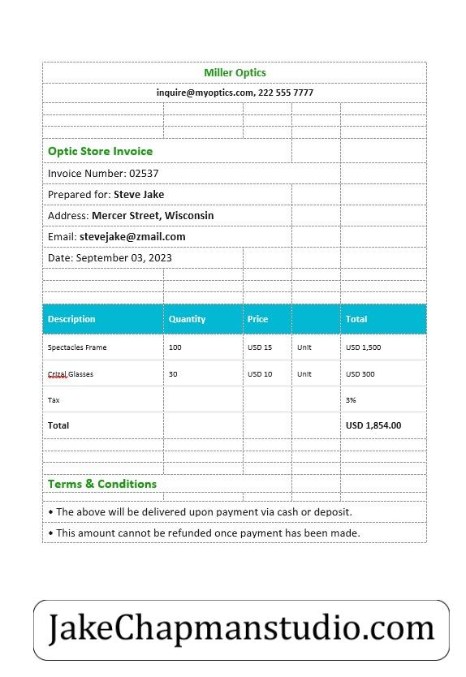 Miller Optics
inquire@myoptics.com, 222 555 7777
Optic Store Invoice
Invoice Number: 02537
Prepared for: Steve Jake
Address: Mercer Street, Wisconsin
Email: stevejake@zmail.com
Date: September 03, 2023
Description Quantity Price Total
Spectacles Frame 100 USD 15 Unit USD 1,500
Crizal Glasses 30 USD 10 Unit USD 300
Tax 3%
Total USD 1,854.00
Terms & Conditions
• The above will be delivered upon payment via cash or deposit.
• This amount cannot be refunded once payment has been made.
JakeChapmanstudio.com